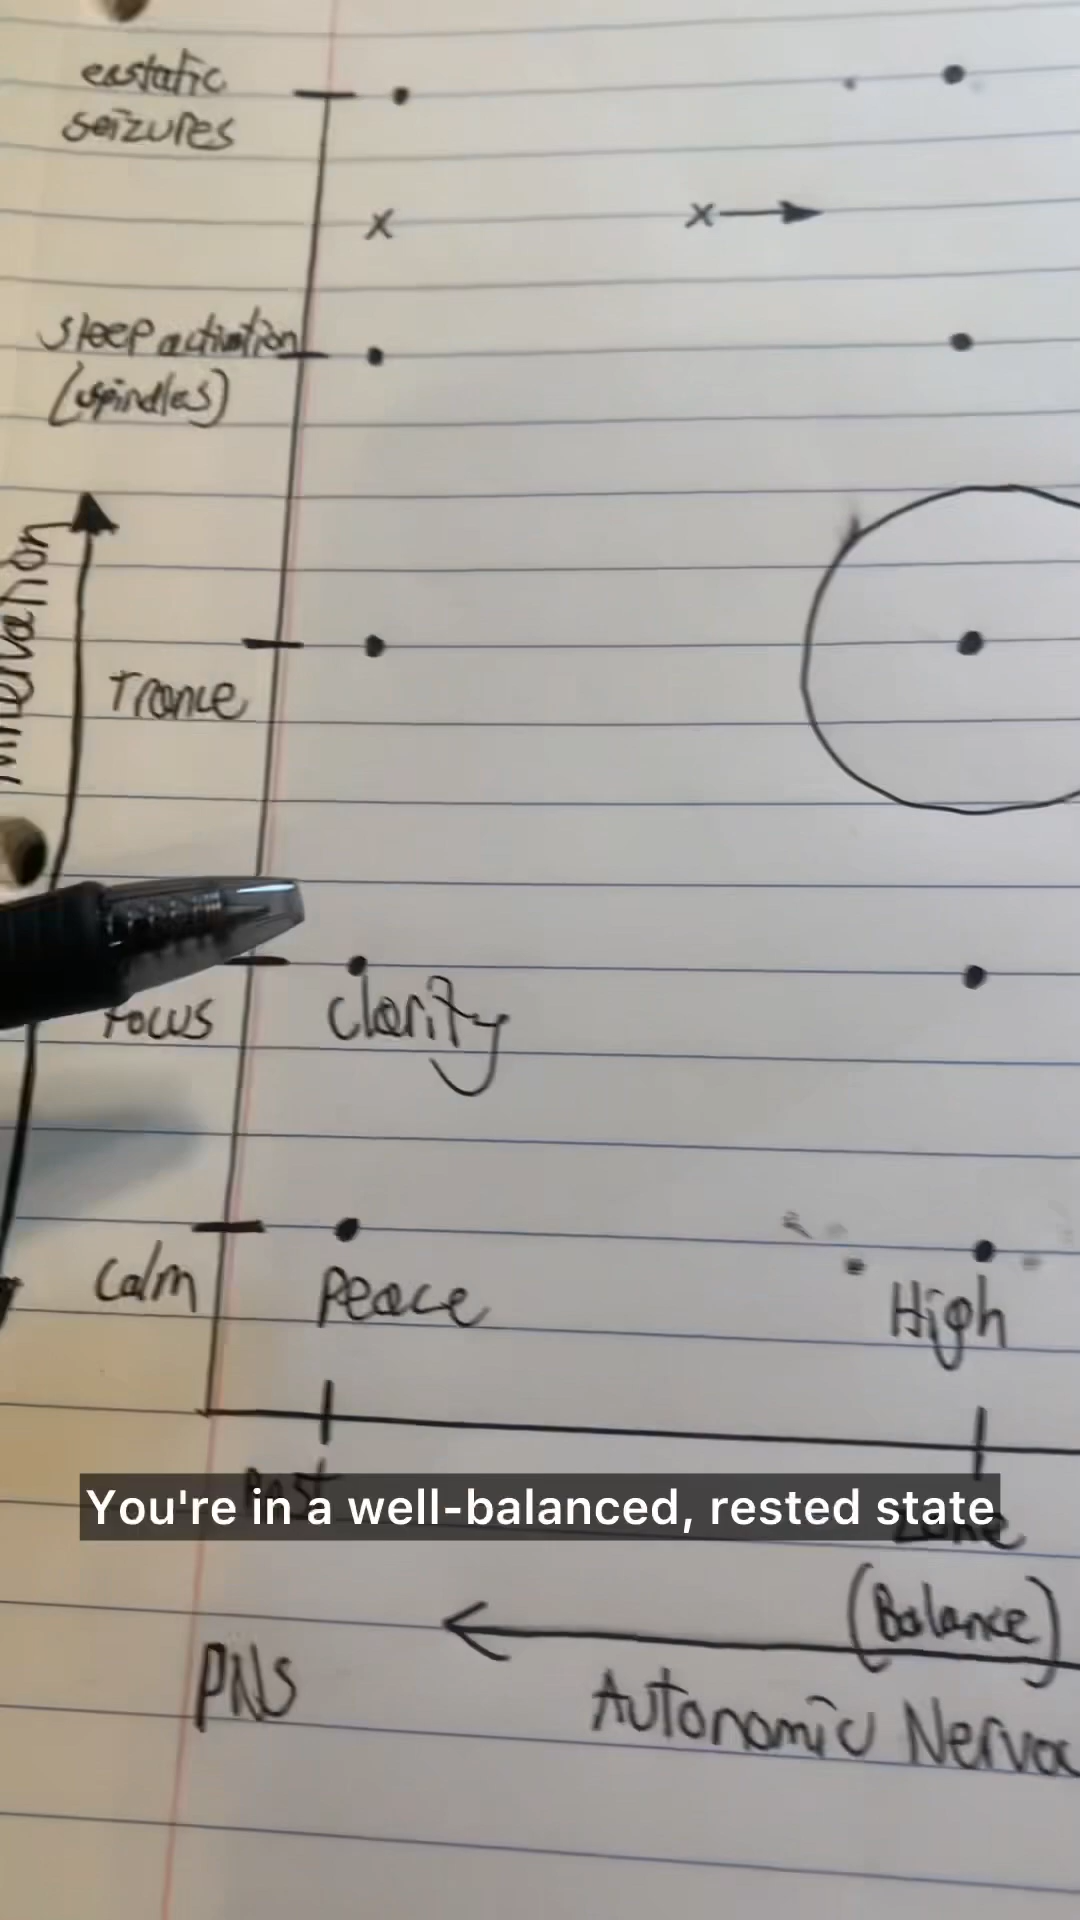 ecstatic
seizures
x
x
sleep activation
(spindles)
Trance
focus
Clarity
Calm
Peace
High
Rest
You're in a well-balanced, rested state
(Balance)
PNS
Autonomic Nervou